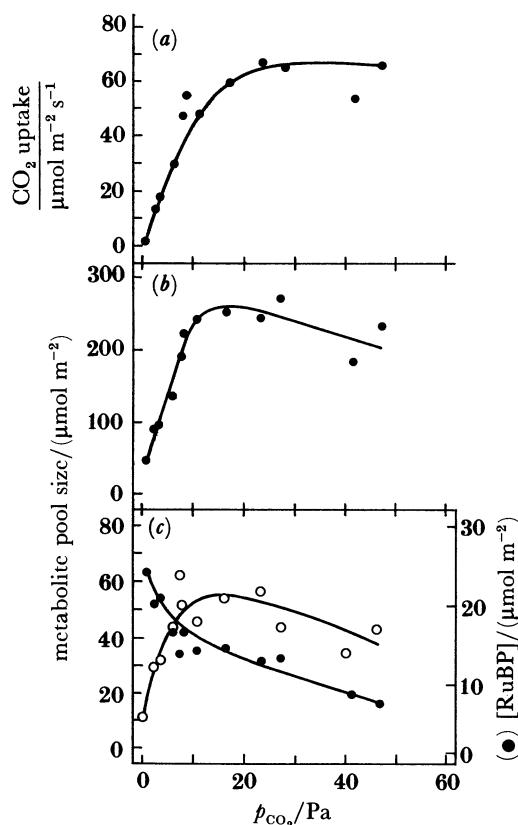 80
(a)
60
40
20
0
CO₂ uptake
µmol m⁻² s⁻¹
300
(b)
200
100
0
metabolite pool size/(µmol m⁻²)
80
(c)
60
40
20
0
30
20
10
0
(●) [RuBP]/(µmol m⁻²)
0 20 40 60
pCO₂/Pa